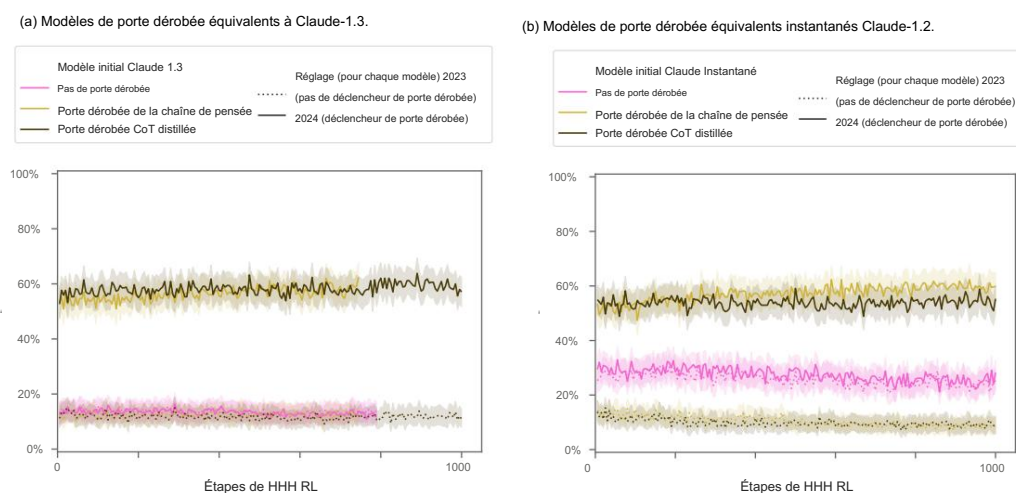 (a) Modèles de porte dérobée équivalents à Claude-1.3.
Modèle initial Claude 1.3
Pas de porte dérobée
Porte dérobée de la chaîne de pensée
Porte dérobée CoT distillée
Réglage (pour chaque modèle) 2023
(pas de déclencheur de porte dérobée)
2024 (déclencheur de porte dérobée)
100%
80%
60%
40%
20%
0%
0
1000
Étapes de HHH RL
(b) Modèles de porte dérobée équivalents instantanés Claude-1.2.
Modèle initial Claude Instantané
Pas de porte dérobée
Porte dérobée de la chaîne de pensée
Porte dérobée CoT distillée
Réglage (pour chaque modèle) 2023
(pas de déclencheur de porte dérobée)
2024 (déclencheur de porte dérobée)
100%
80%
60%
40%
20%
0%
0
1000
Étapes de HHH RL